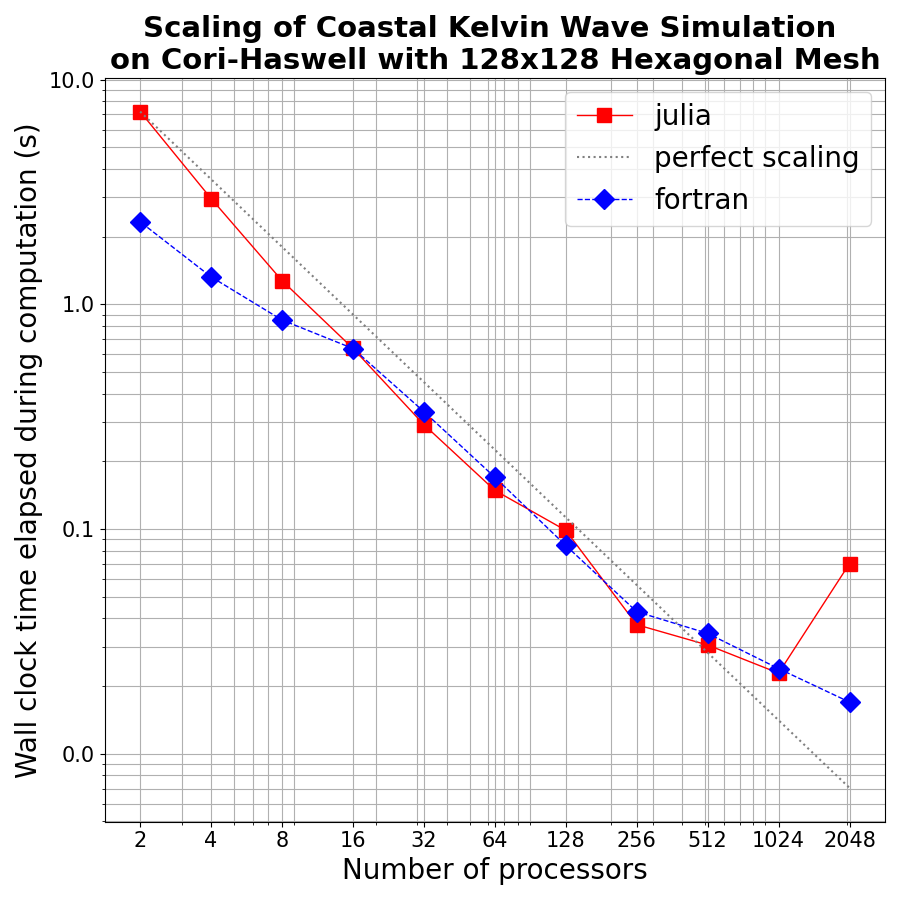 Scaling of Coastal Kelvin Wave Simulation
on Cori-Haswell with 128x128 Hexagonal Mesh
julia
perfect scaling
fortran
Wall clock time elapsed during computation (s)
10.0
1.0
0.1
0.0
2 4 8 16 32 64 128 256 512 1024 2048
Number of processors